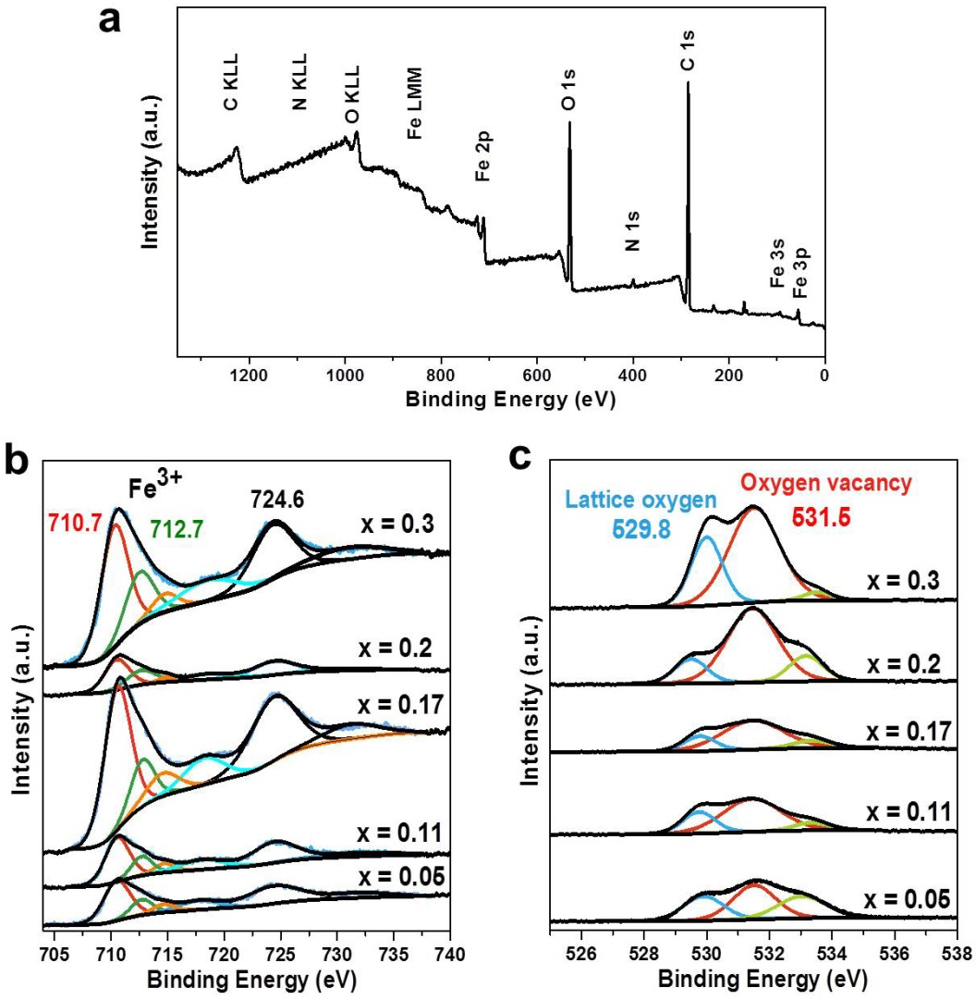 a
C KLL
N KLL
O KLL
Fe LMM
Fe 2p
O 1s
N 1s
C 1s
Fe 3s
Fe 3p
Intensity (a.u.)
1200 1000 800 600 400 200 0
Binding Energy (eV)
b
Fe3+
710.7
712.7
724.6
x = 0.3
x = 0.2
x = 0.17
x = 0.11
x = 0.05
Intensity (a.u.)
705 710 715 720 725 730 735 740
Binding Energy (eV)
c
Lattice oxygen
529.8
Oxygen vacancy
531.5
x = 0.3
x = 0.2
x = 0.17
x = 0.11
x = 0.05
Intensity (a.u.)
526 528 530 532 534 536 538
Binding Energy (eV)